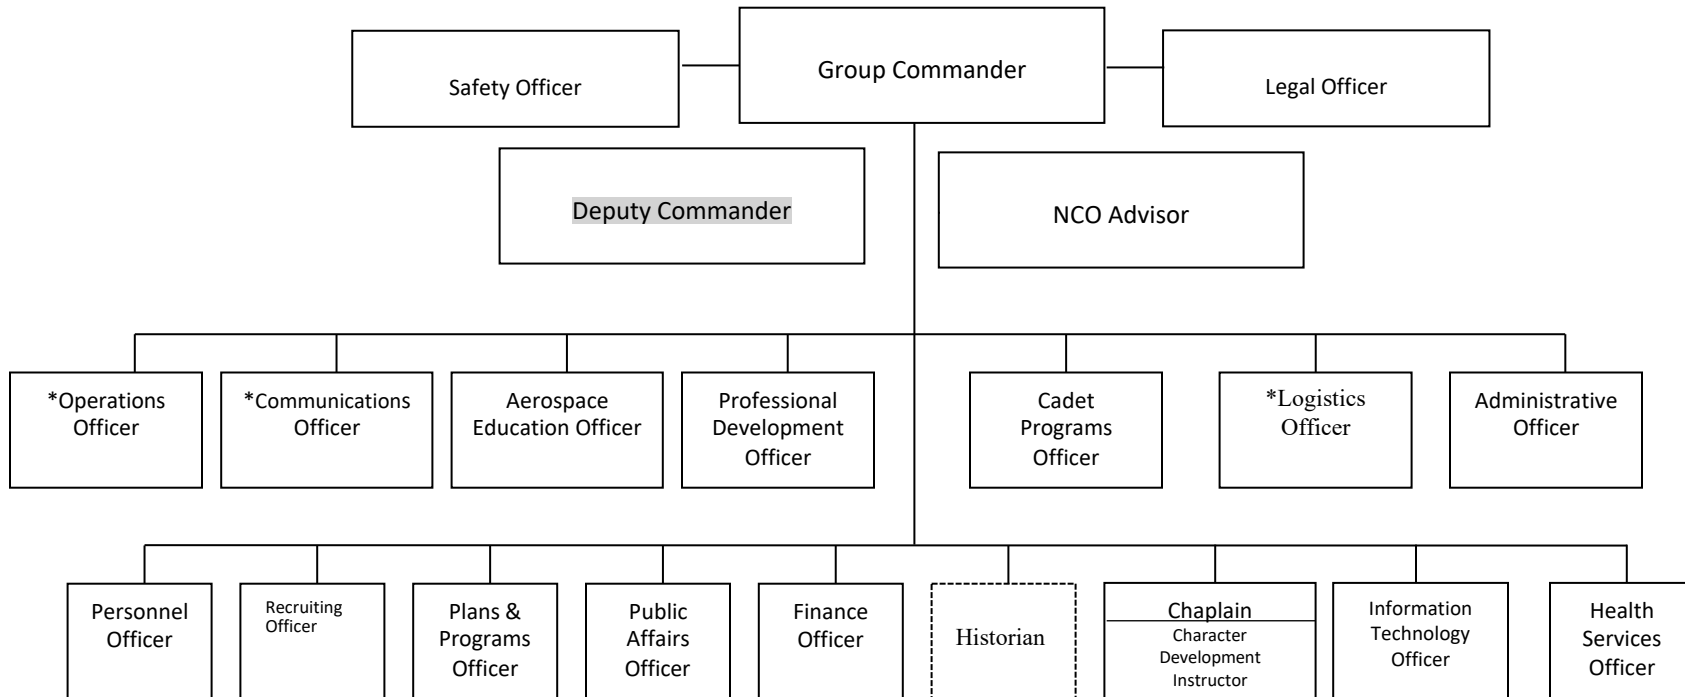 Group Commander
Safety Officer
Legal Officer
Deputy Commander
NCO Advisor
*Operations
Officer
*Communications
Officer
Aerospace
Education Officer
Professional
Development
Officer
Cadet
Programs
Officer
*Logistics
Officer
Administrative
Officer
Personnel
Officer
Recruiting
Officer
Plans &
Programs
Officer
Public
Affairs
Officer
Finance
Officer
Historian
Chaplain
Character
Development
Instructor
Information
Technology
Officer
Health
Services
Officer